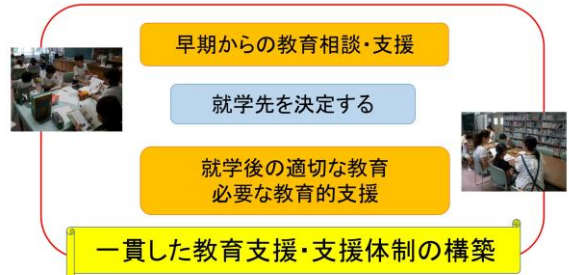 早期からの教育相談・支援
就学先を決定する
就学後の適切な教育
必要な教育的支援
一貫した教育支援・支援体制の構築